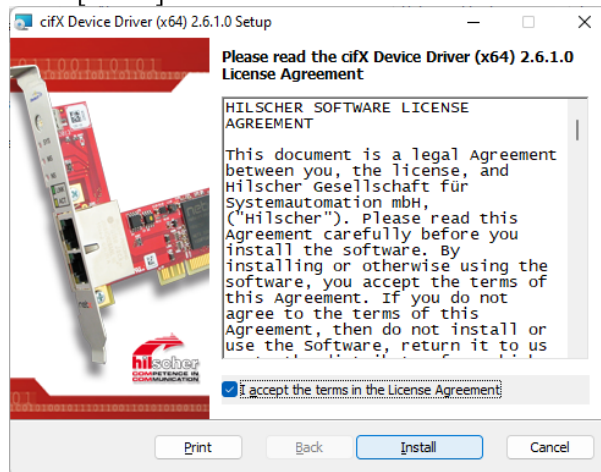 cifX Device Driver (x64) 2.6.1.0 Setup
Please read the cifX Device Driver (x64) 2.6.1.0
License Agreement
HILSCHER SOFTWARE LICENSE
AGREEMENT
This document is a legal Agreement
between you, the license, and
Hilscher Gesellschaft für
Systemautomation mbH,
("Hilscher"). Please read this
Agreement carefully before you
install the software. By
installing or otherwise using the
software, you accept the terms of
this Agreement. If you do not
agree to the terms of this
Agreement, then do not install or
use the Software, return it to us
hilscher
COMPETENCE IN
COMMUNICATION
I accept the terms in the License Agreement
Print
Back
Install
Cancel